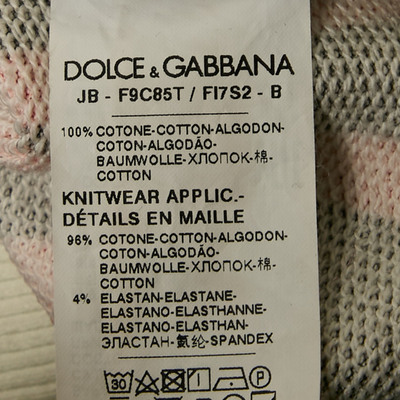 DOLCE & GABBANA
JB - F9C85T / FI7S2 - B
100% COTONE-COTTON-ALGODON-
COTON-ALGODÃO-
BAUMWOLLE-ХЛОПОК-棉-
COTTON
KNITWEAR APPLIC.-
DÉTAILS EN MAILLE
96% COTONE-COTTON-ALGODON-
COTON-ALGODÃO-
BAUMWOLLE-ХЛОПОК-棉-
COTTON
4% ELASTAN-ELASTANE-
ELASTANO-ELASTHANNE-
ELASTANO-ELASTHAN-
ЭЛАСТАН-氨纶-SPANDEX
30 P